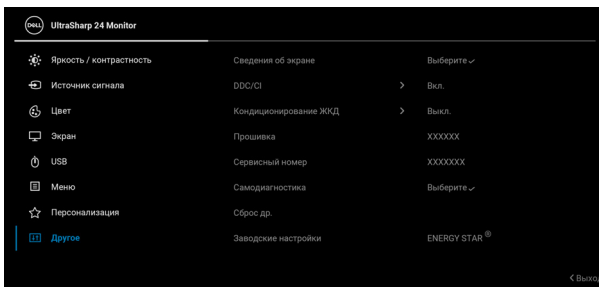 DELL UltraSharp 24 Monitor
Яркость / контрастность Сведения об экране Выберите
Источник сигнала DDC/CI Вкл.
Цвет Кондиционирование ЖКД Выкл.
Экран Прошивка XXXXXX
USB Сервисный номер XXXXXXX
Меню Самодиагностика Выберите
Персонализация Сброс др.
Другое Заводские настройки ENERGY STAR®
Выход